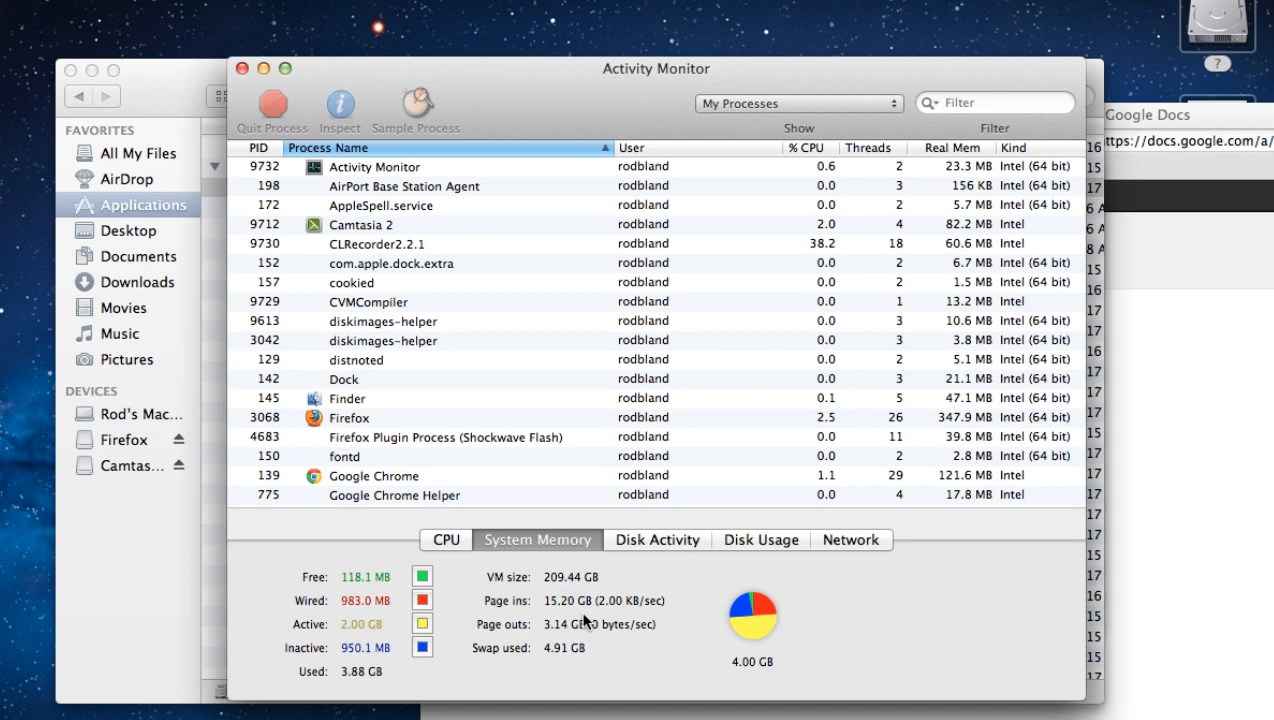 ?
Activity Monitor
Quit Process Inspect Sample Process
My Processes
Show
Filter
Filter
Google Docs
ttps://docs.google.com/a/
FAVORITES
All My Files
AirDrop
Applications
Desktop
Documents
Downloads
Movies
Music
Pictures
DEVICES
Rod's Mac...
Firefox
Camtas...
PID Process Name User % CPU Threads Real Mem Kind
9732 Activity Monitor rodbland 0.6 2 23.3 MB Intel (64 bit)
198 AirPort Base Station Agent rodbland 0.0 3 156 KB Intel (64 bit)
172 AppleSpell.service rodbland 0.0 2 5.7 MB Intel (64 bit)
9712 Camtasia 2 rodbland 2.0 4 82.2 MB Intel
9730 CLRecorder2.2.1 rodbland 38.2 18 60.6 MB Intel
152 com.apple.dock.extra rodbland 0.0 2 6.7 MB Intel (64 bit)
157 cookied rodbland 0.0 2 1.5 MB Intel (64 bit)
9729 CVMCompiler rodbland 0.0 1 13.2 MB Intel
9613 diskimages-helper rodbland 0.0 3 10.6 MB Intel (64 bit)
3042 diskimages-helper rodbland 0.0 3 3.8 MB Intel (64 bit)
129 distnoted rodbland 0.0 2 5.1 MB Intel (64 bit)
142 Dock rodbland 0.0 3 21.1 MB Intel (64 bit)
145 Finder rodbland 0.1 5 47.1 MB Intel (64 bit)
3068 Firefox rodbland 2.5 26 347.9 MB Intel (64 bit)
4683 Firefox Plugin Process (Shockwave Flash) rodbland 0.0 11 39.8 MB Intel (64 bit)
150 fontd rodbland 0.0 2 2.8 MB Intel (64 bit)
139 Google Chrome rodbland 1.1 29 121.6 MB Intel
775 Google Chrome Helper rodbland 0.0 4 17.8 MB Intel
CPU System Memory Disk Activity Disk Usage Network
Free: 118.1 MB
Wired: 983.0 MB
Active: 2.00 GB
Inactive: 950.1 MB
Used: 3.88 GB
VM size: 209.44 GB
Page ins: 15.20 GB (2.00 KB/sec)
Page outs: 3.14 bytes/sec)
Swap used: 4.91 GB
4.00 GB